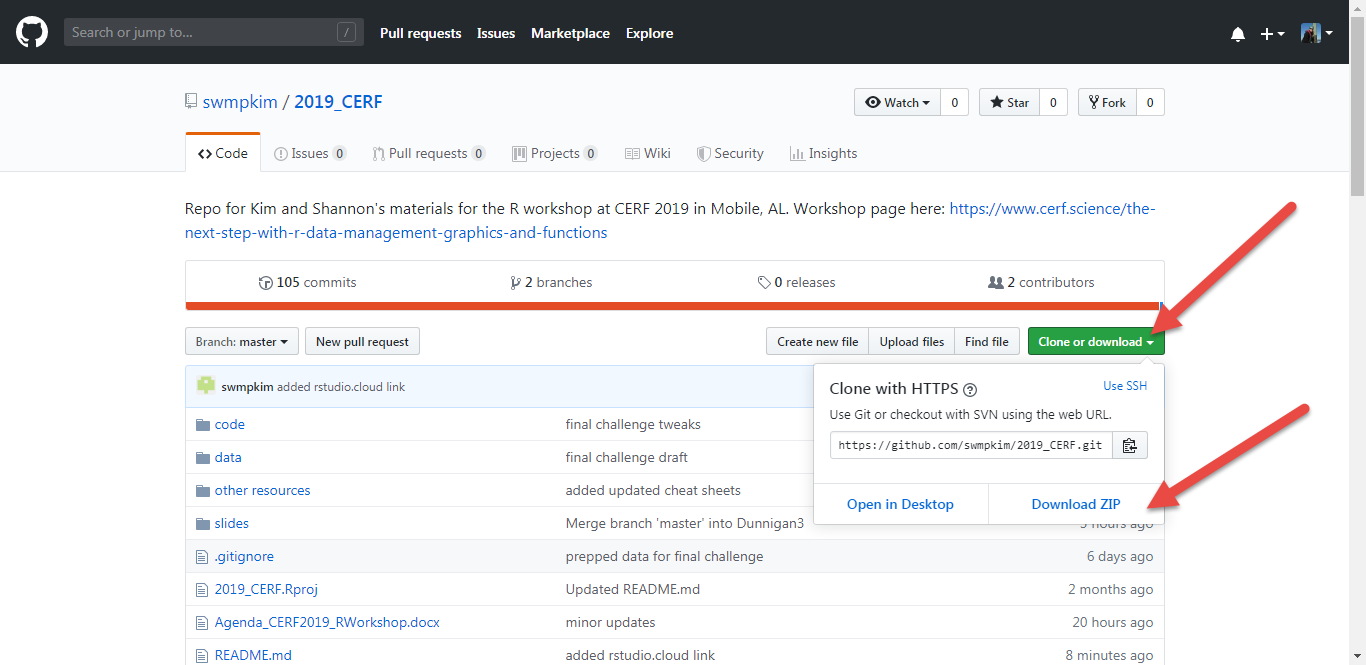 Search or jump to... /
Pull requests Issues Marketplace Explore
swmpkim / 2019_CERF
Watch 0 Star 0 Fork 0
Code Issues 0 Pull requests 0 Projects 0 Wiki Security Insights
Repo for Kim and Shannon's materials for the R workshop at CERF 2019 in Mobile, AL. Workshop page here: https://www.cerf.science/the-
next-step-with-r-data-management-graphics-and-functions
105 commits 2 branches 0 releases 2 contributors
Branch: master New pull request Create new file Upload files Find file Clone or download
swmpkim added rstudio.cloud link
Clone with HTTPS ? Use SSH
Use Git or checkout with SVN using the web URL.
https://github.com/swmpkim/2019_CERF.git
Open in Desktop Download ZIP
code final challenge tweaks
data final challenge draft
other resources added updated cheat sheets
slides Merge branch 'master' into Dunnigan3 5 hours ago
.gitignore prepped data for final challenge 6 days ago
2019_CERF.Rproj Updated README.md 2 months ago
Agenda_CERF2019_RWorkshop.docx minor updates 20 hours ago
README.md added rstudio.cloud link 8 minutes ago